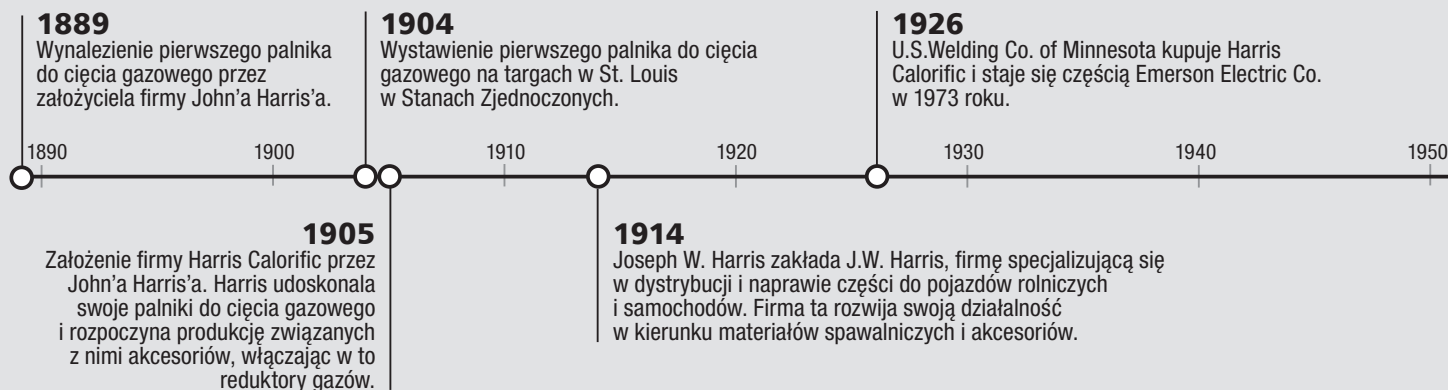 1889
Wynalezienie pierwszego palnika
do cięcia gazowego przez
założyciela firmy John’a Harris’a.
1904
Wystawienie pierwszego palnika do cięcia
gazowego na targach w St. Louis
w Stanach Zjednoczonych.
1926
U.S.Welding Co. of Minnesota kupuje Harris
Calorific i staje się częścią Emerson Electric Co.
w 1973 roku.
1890 1900 1910 1920 1930 1940 1950
1905
Założenie firmy Harris Calorific przez
John’a Harris’a. Harris udoskonala
swoje palniki do cięcia gazowego
i rozpoczyna produkcję związanych
z nimi akcesoriów, włączając w to
reduktory gazów.
1914
Joseph W. Harris zakłada J.W. Harris, firmę specjalizującą się
w dystrybucji i naprawie części do pojazdów rolniczych
i samochodów. Firma ta rozwija swoją działalność
w kierunku materiałów spawalniczych i akcesoriów.